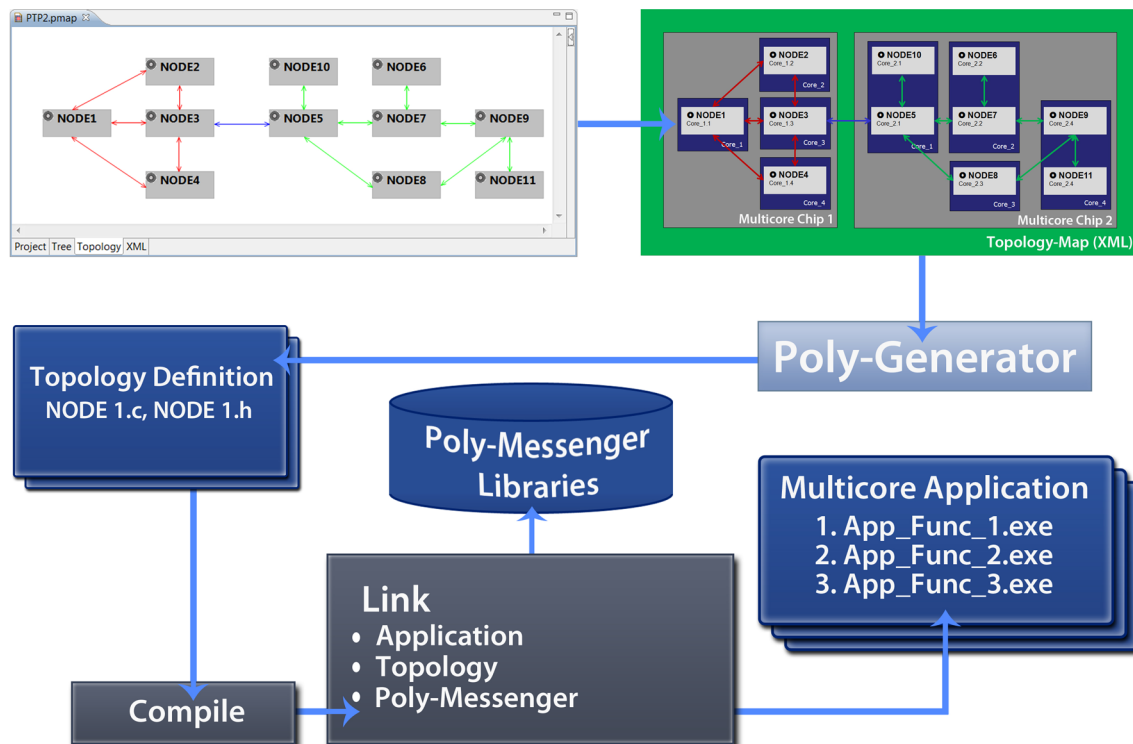 PTP2.pmap
NODE2
NODE10
NODE6
NODE1
NODE3
NODE5
NODE7
NODE9
NODE4
NODE8
NODE11
Project Tree Topology XML
NODE2
Core_1.2
Core_2
NODE1
Core_1.1
Core_1
NODE3
Core_1.3
Core_3
NODE4
Core_1.4
Core_4
Multicore Chip 1
NODE10
Core_2.1
NODE5
Core_2.1
Core_1
NODE6
Core_2.2
NODE7
Core_2.2
Core_2
NODE8
Core_2.3
Core_3
NODE9
Core_2.4
NODE11
Core_2.4
Core_4
Multicore Chip 2
Topology-Map (XML)
Poly-Generator
Topology Definition
NODE 1.c, NODE 1.h
Poly-Messenger
Libraries
Multicore Application
1. App_Func_1.exe
2. App_Func_2.exe
3. App_Func_3.exe
Link
• Application
• Topology
• Poly-Messenger
Compile